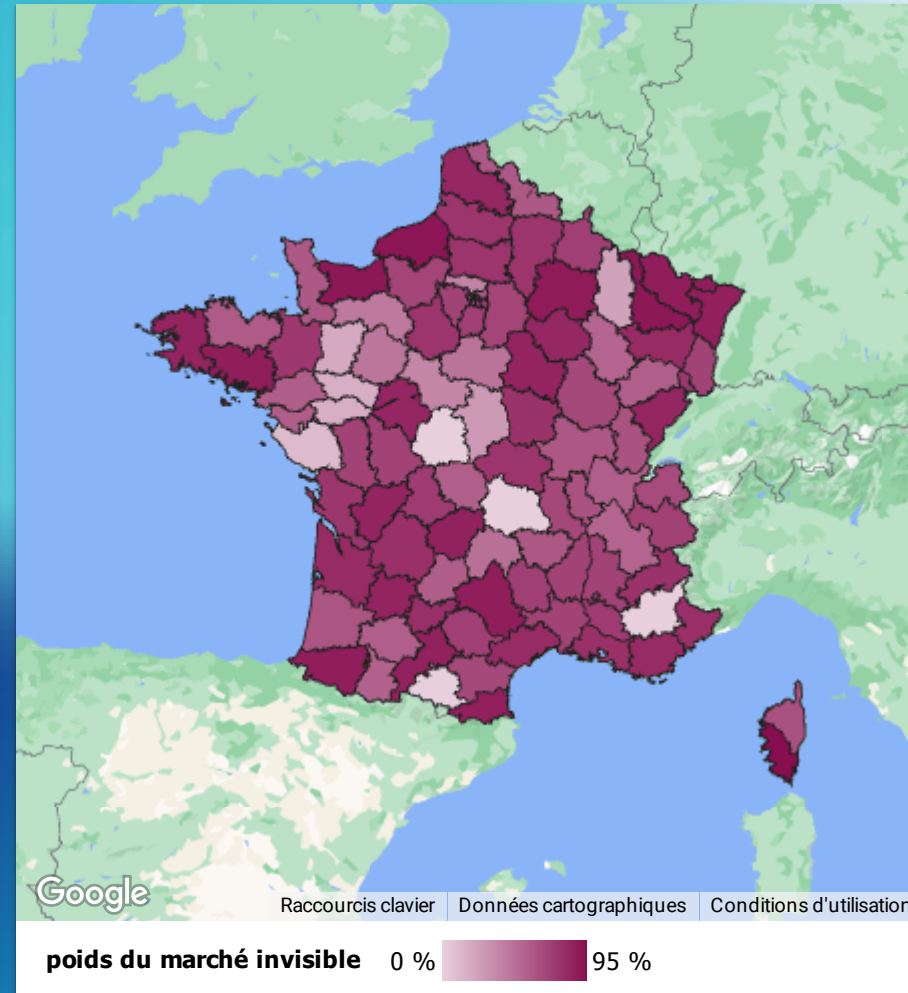 Google
Raccourcis clavier
Données cartographiques
Conditions d'utilisation
poids du marché invisible 0 % 95 %